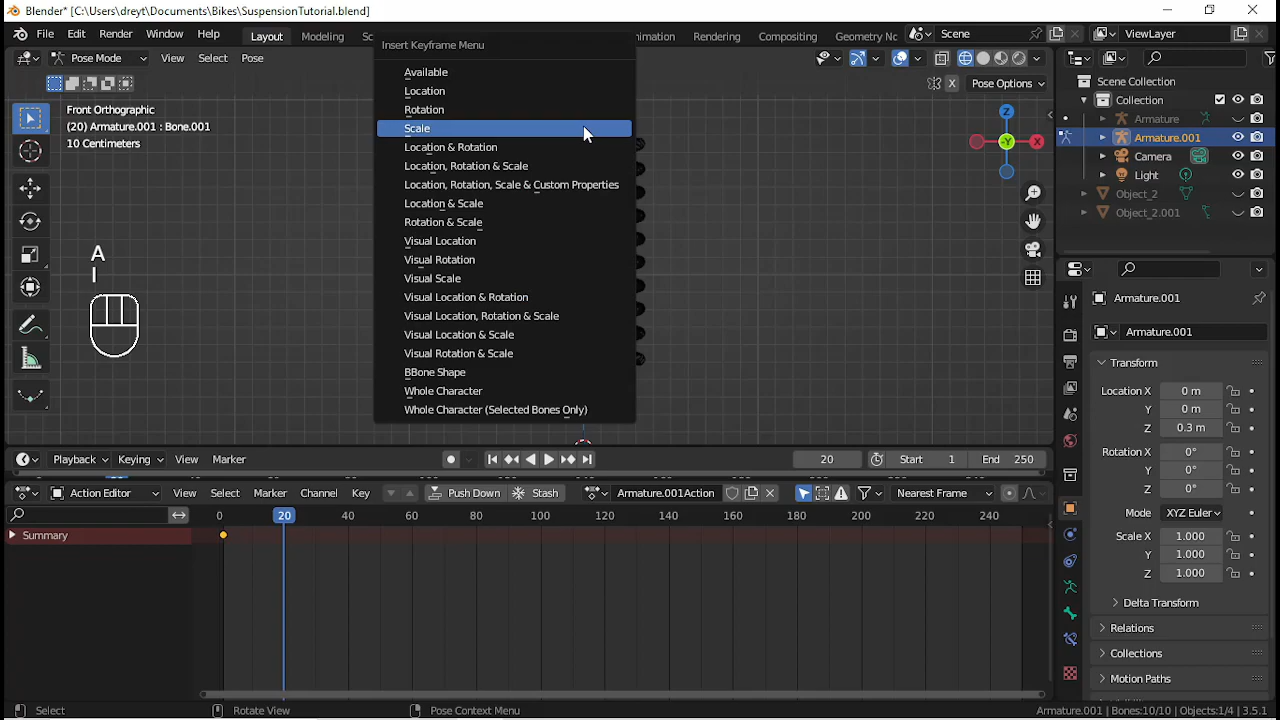 Blender* [C:\Users\dreyt\Documents\Bikes\SuspensionTutorial.blend]
File Edit Render Window Help Layout Modeling Sc animation Rendering Compositing Geometry Nc Scene ViewLayer
Pose Mode View Select Pose
X Pose Options
Front Orthographic
(20) Armature.001 : Bone.001
10 Centimeters
A
I
Insert Keyframe Menu
Available
Location
Rotation
Scale
Location & Rotation
Location, Rotation & Scale
Location, Rotation, Scale & Custom Properties
Location & Scale
Rotation & Scale
Visual Location
Visual Rotation
Visual Scale
Visual Location & Rotation
Visual Location, Rotation & Scale
Visual Location & Scale
Visual Rotation & Scale
BBone Shape
Whole Character
Whole Character (Selected Bones Only)
Z
-Y X
Scene Collection
Collection
Armature
Armature.001
Camera
Light
Object_2
Object_2.001
Armature.001
Armature.001
Transform
Location X 0 m
Y 0 m
Z 0.3 m
Rotation X 0°
Y 0°
Z 0°
Mode XYZ Euler
Scale X 1.000
Y 1.000
Z 1.000
Delta Transform
Relations
Collections
Motion Paths
Playback Keying View Marker 20 Start 1 End 250
Action Editor View Select Marker Channel Key Push Down Stash Armature.001Action Nearest Frame
0 20 40 60 80 100 120 140 160 180 200 220 240
Summary
Select Rotate View Pose Context Menu Armature.001 | Bones:10/10 | Objects:1/4 | 3.5.1